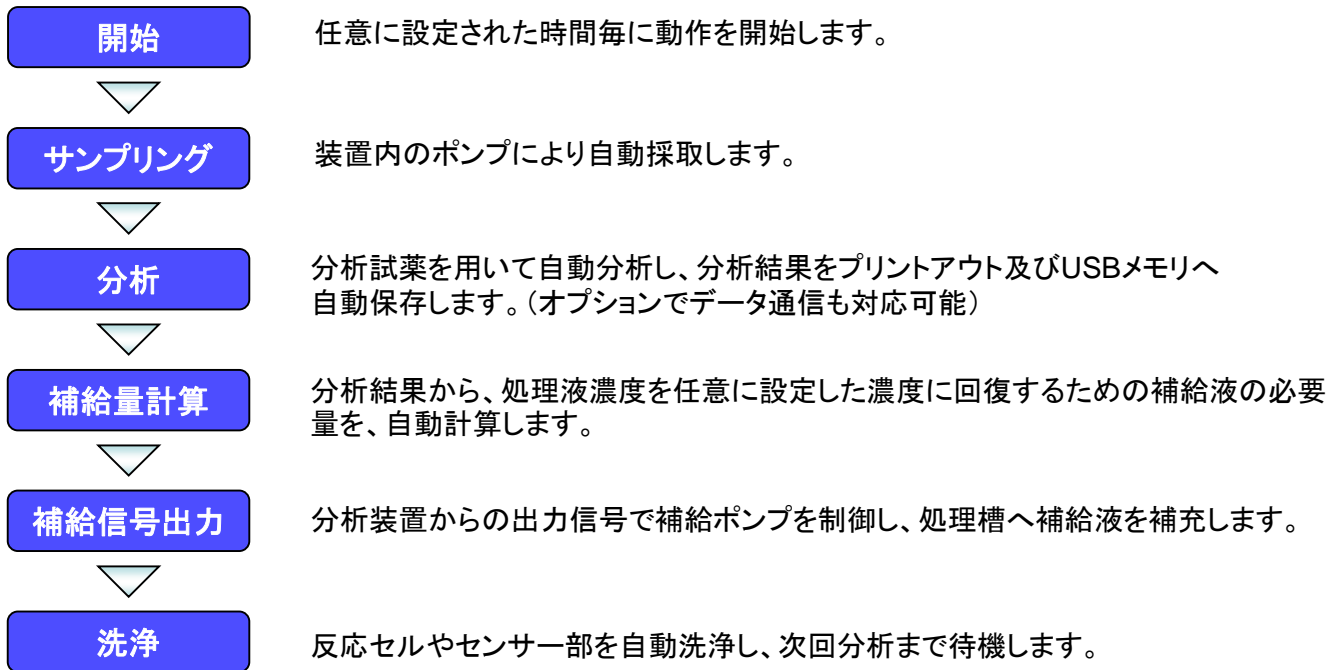 開始
任意に設定された時間毎に動作を開始します。
サンプリング
装置内のポンプにより自動採取します。
分析
分析試薬を用いて自動分析し、分析結果をプリントアウト及びUSBメモリへ
自動保存します。（オプションでデータ通信も対応可能）
補給量計算
分析結果から、処理液濃度を任意に設定した濃度に回復するための補給液の必要
量を、自動計算します。
補給信号出力
分析装置からの出力信号で補給ポンプを制御し、処理槽へ補給液を補充します。
洗浄
反応セルやセンサー部を自動洗浄し、次回分析まで待機します。